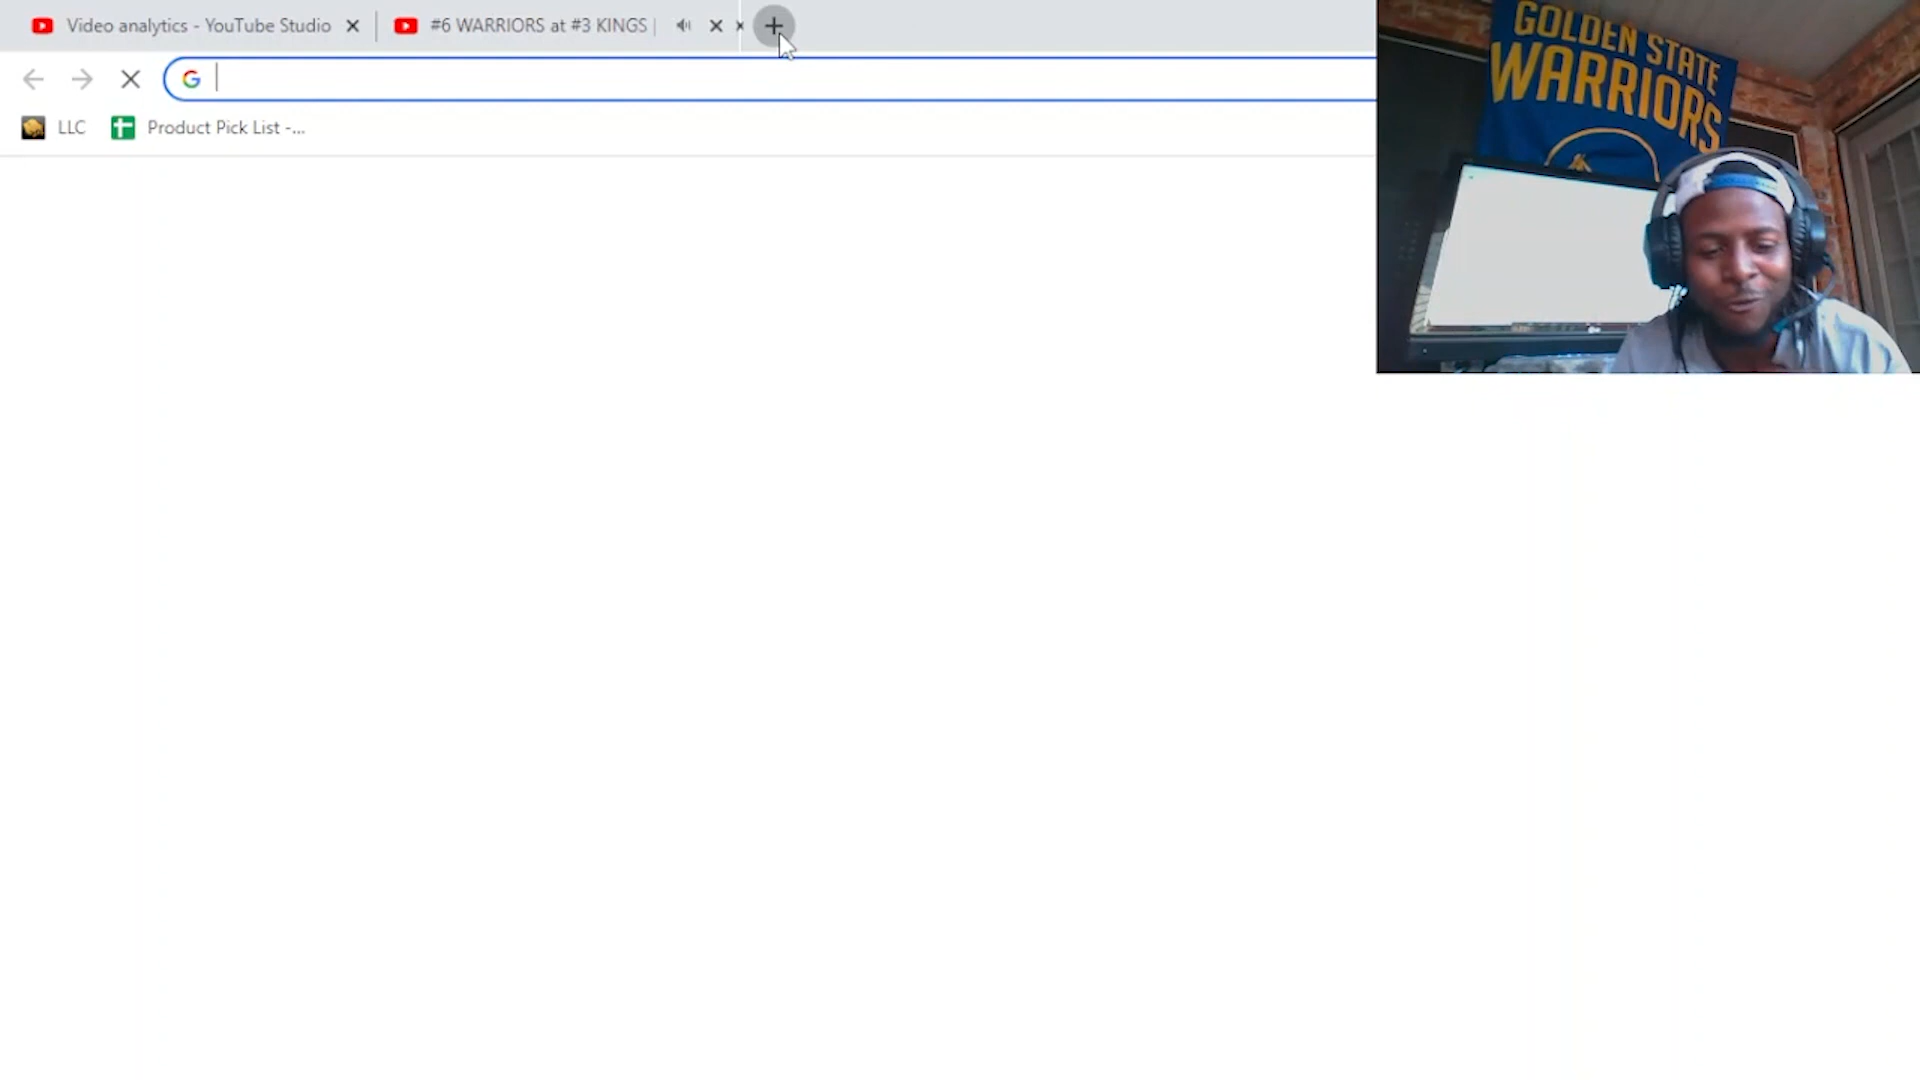 Video analytics - YouTube Studio
#6 WARRIORS at #3 KINGS |
G
LLC
Product Pick List -...
GOLDEN STATE
WARRIORS